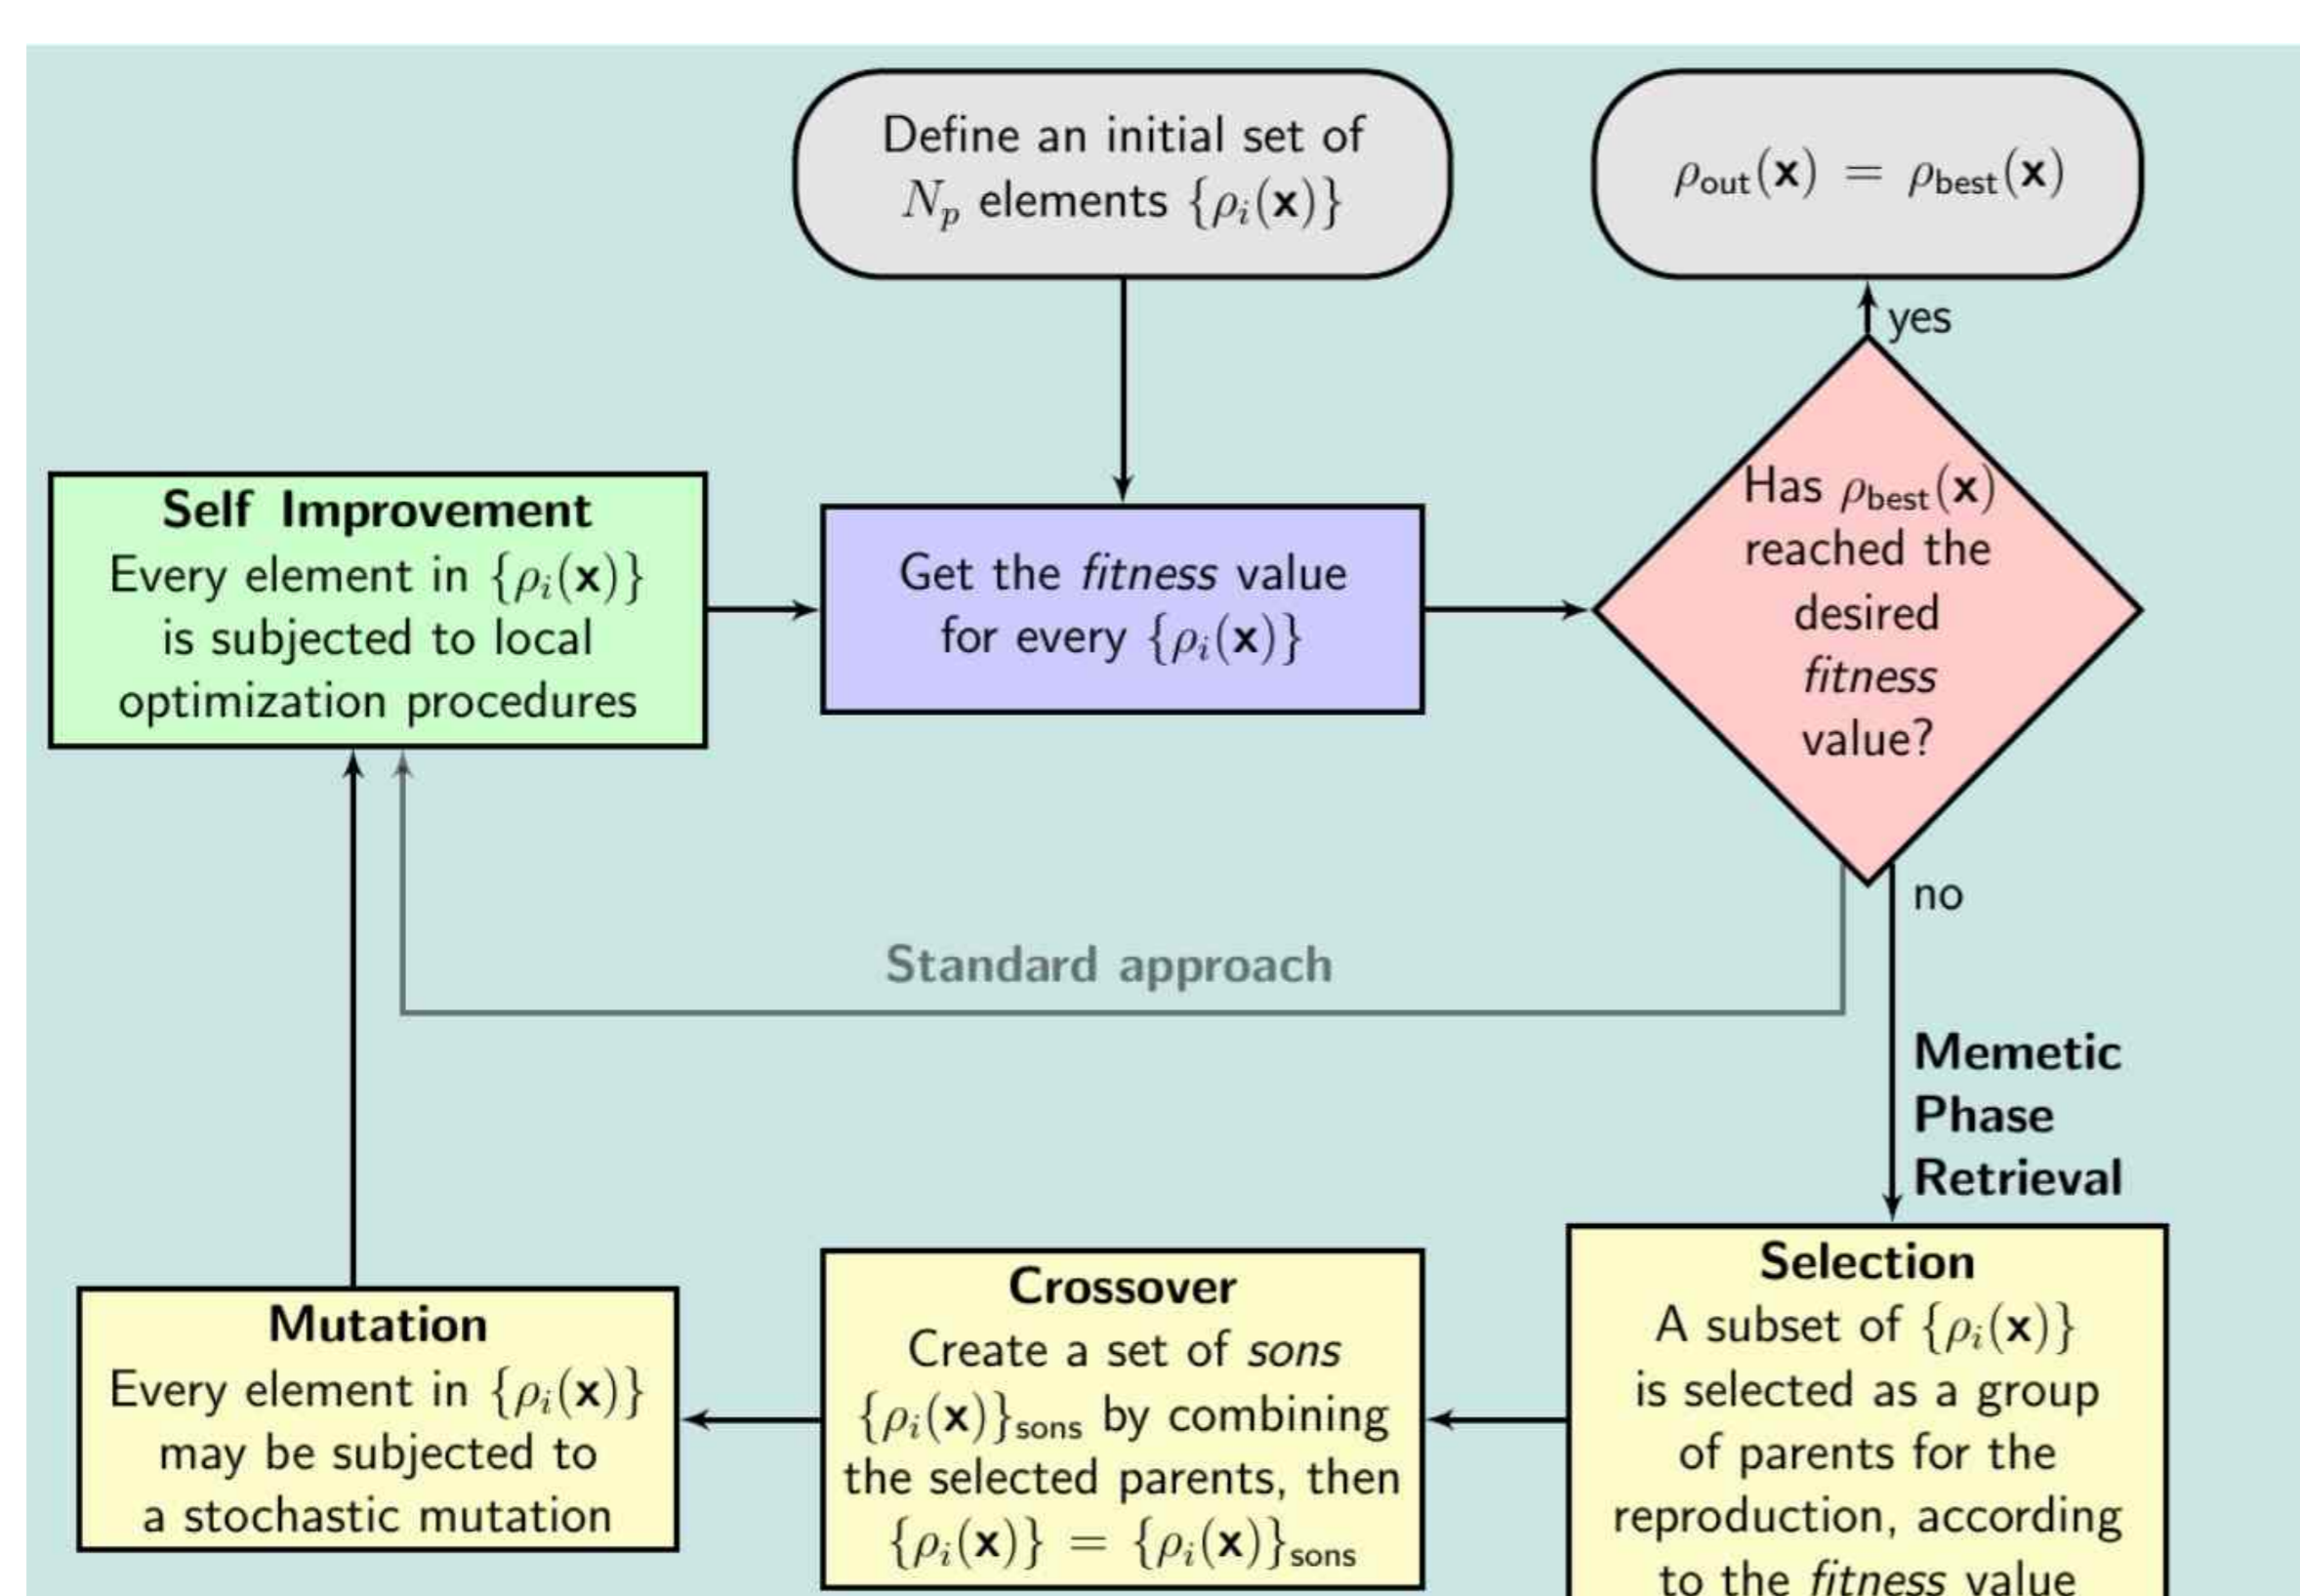 Define an initial set of
N_p elements {ρ_i(x)}
ρ_out(x) = ρ_best(x)
yes
Self Improvement
Every element in {ρ_i(x)}
is subjected to local
optimization procedures
Get the fitness value
for every {ρ_i(x)}
Has ρ_best(x)
reached the
desired
fitness
value?
no
Standard approach
Memetic
Phase
Retrieval
Mutation
Every element in {ρ_i(x)}
may be subjected to
a stochastic mutation
Crossover
Create a set of sons
{ρ_i(x)}_sons by combining
the selected parents, then
{ρ_i(x)} = {ρ_i(x)}_sons
Selection
A subset of {ρ_i(x)}
is selected as a group
of parents for the
reproduction, according
to the fitness value